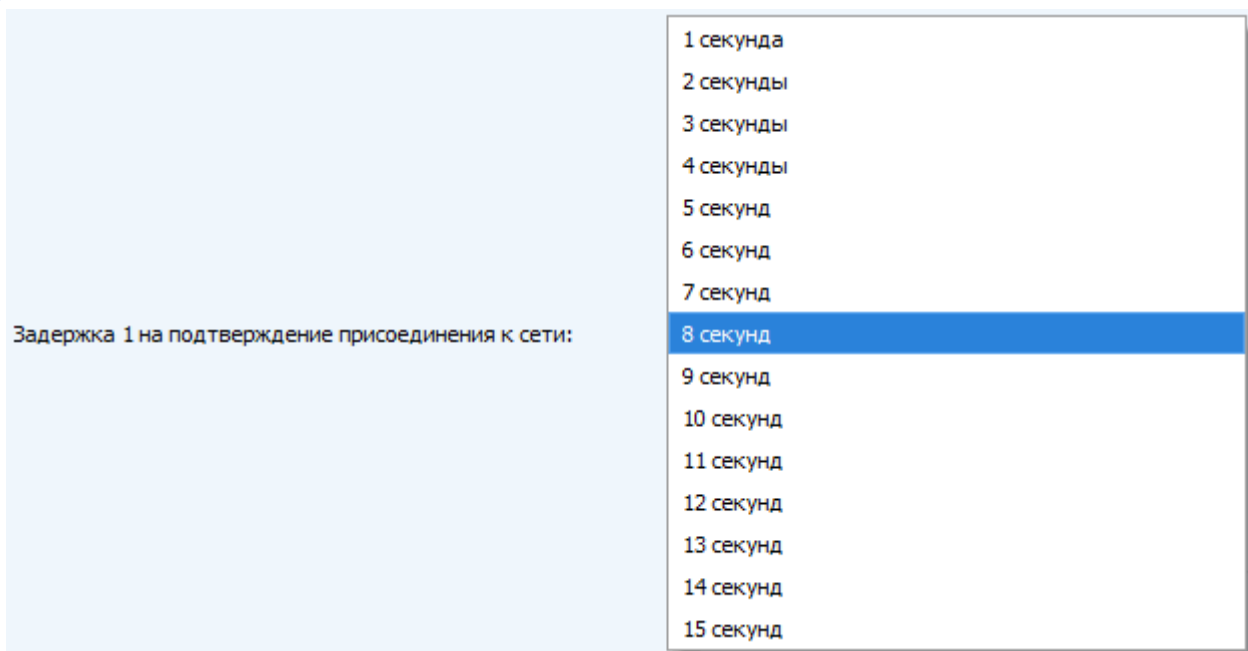 1 секунда
2 секунды
3 секунды
4 секунды
5 секунд
6 секунд
7 секунд
Задержка 1 на подтверждение присоединения к сети:
8 секунд
9 секунд
10 секунд
11 секунд
12 секунд
13 секунд
14 секунд
15 секунд